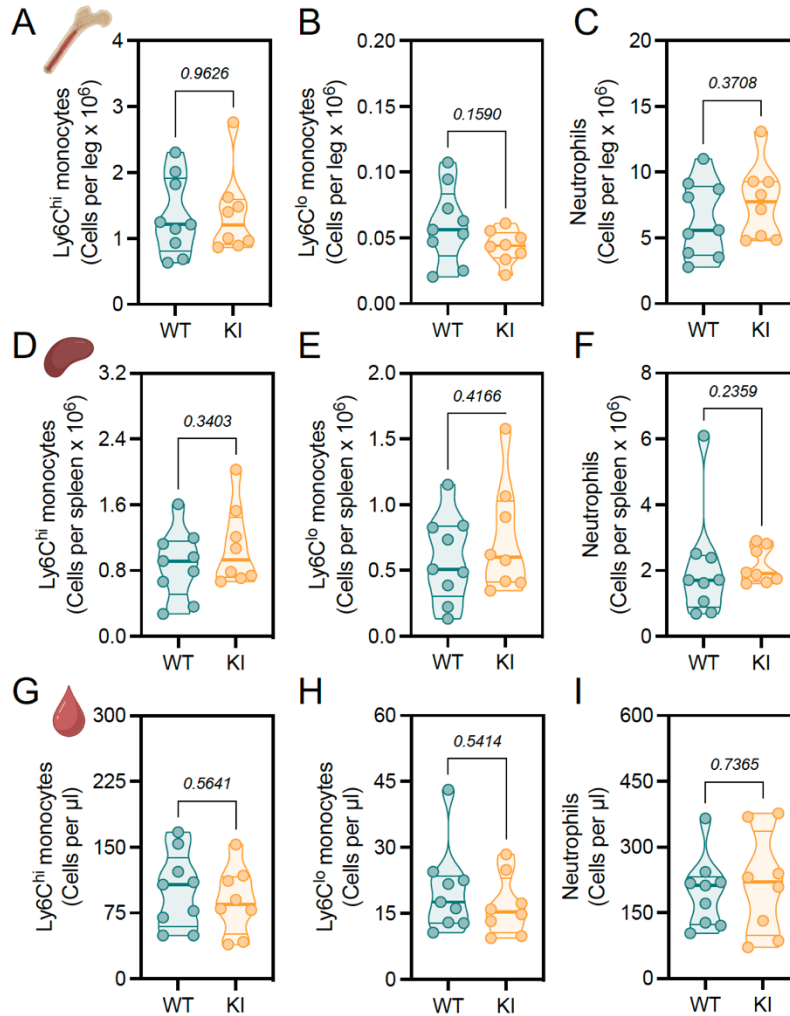 A
Ly6C^hi monocytes
(Cells per leg x 10^6)
4
3
2
1
0
0.9626
WT KI
B
Ly6C^lo monocytes
(Cells per leg x 10^6)
0.20
0.15
0.10
0.05
0.00
0.1590
WT KI
C
Neutrophils
(Cells per leg x 10^6)
20
15
10
5
0
0.3708
WT KI
D
Ly6C^hi monocytes
(Cells per spleen x 10^6)
3.2
2.4
1.6
0.8
0.0
0.3403
WT KI
E
Ly6C^lo monocytes
(Cells per spleen x 10^6)
2.0
1.5
1.0
0.5
0.0
0.4166
WT KI
F
Neutrophils
(Cells per spleen x 10^6)
8
6
4
2
0
0.2359
WT KI
G
Ly6C^hi monocytes
(Cells per µl)
300
225
150
75
0
0.5641
WT KI
H
Ly6C^lo monocytes
(Cells per µl)
60
45
30
15
0
0.5414
WT KI
I
Neutrophils
(Cells per µl)
600
450
300
150
0
0.7365
WT KI